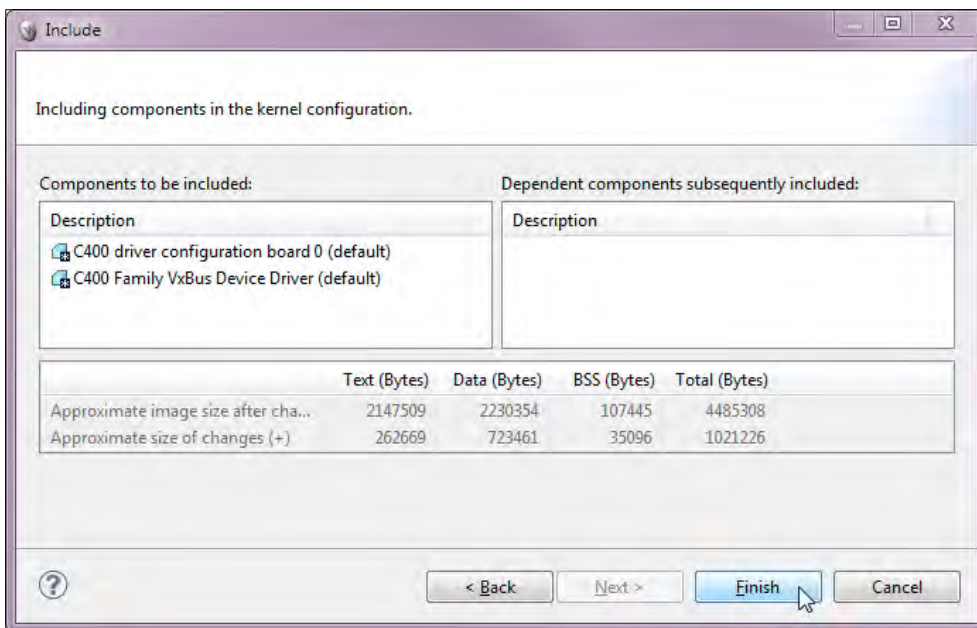 Include
Including components in the kernel configuration.
Components to be included:
Description
C400 driver configuration board 0 (default)
C400 Family VxBus Device Driver (default)
Dependent components subsequently included:
Description
Text (Bytes) Data (Bytes) BSS (Bytes) Total (Bytes)
Approximate image size after cha... 2147509 2230354 107445 4485308
Approximate size of changes (+) 262669 723461 35096 1021226
? < Back Next > Finish Cancel